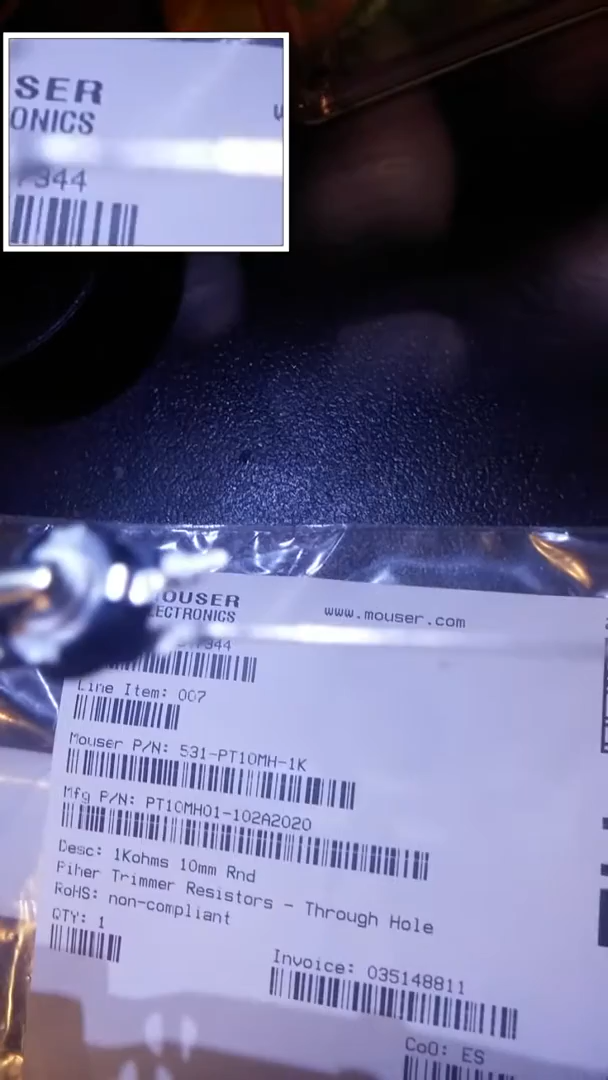 SER
ONICS
344
MOUSER
ELECTRONICS
www.mouser.com
344
Line Item: 007
Mouser P/N: 531-PT10MH-1K
Mfg P/N: PT10MH01-102A2020
Desc: 1Kohms 10mm Rnd
Piher Trimmer Resistors - Through Hole
RoHS: non-compliant
QTY: 1
Invoice: 035148811
CoO: ES